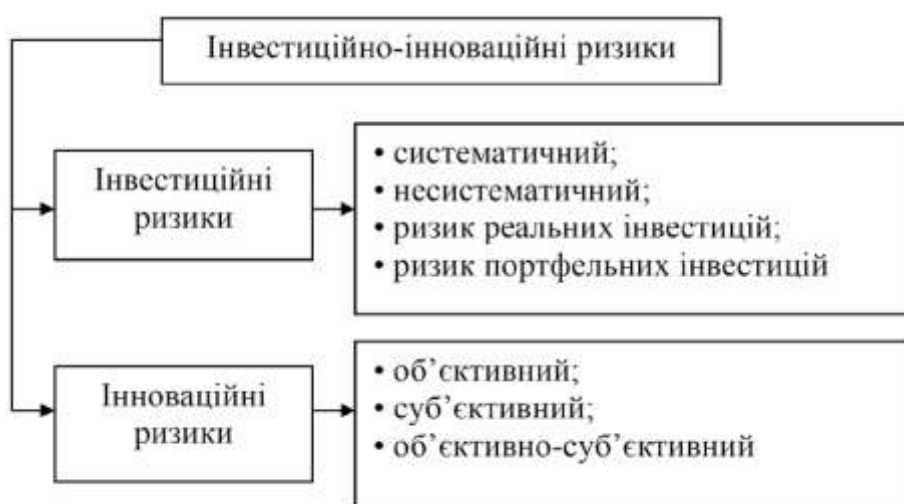 Інвестиційно-інноваційні ризики
Інвестиційні
ризики
• систематичний;
• несистематичний;
• ризик реальних інвестицій;
• ризик портфельних інвестицій
Інноваційні
ризики
• об’єктивний;
• суб’єктивний;
• об’єктивно-суб’єктивний